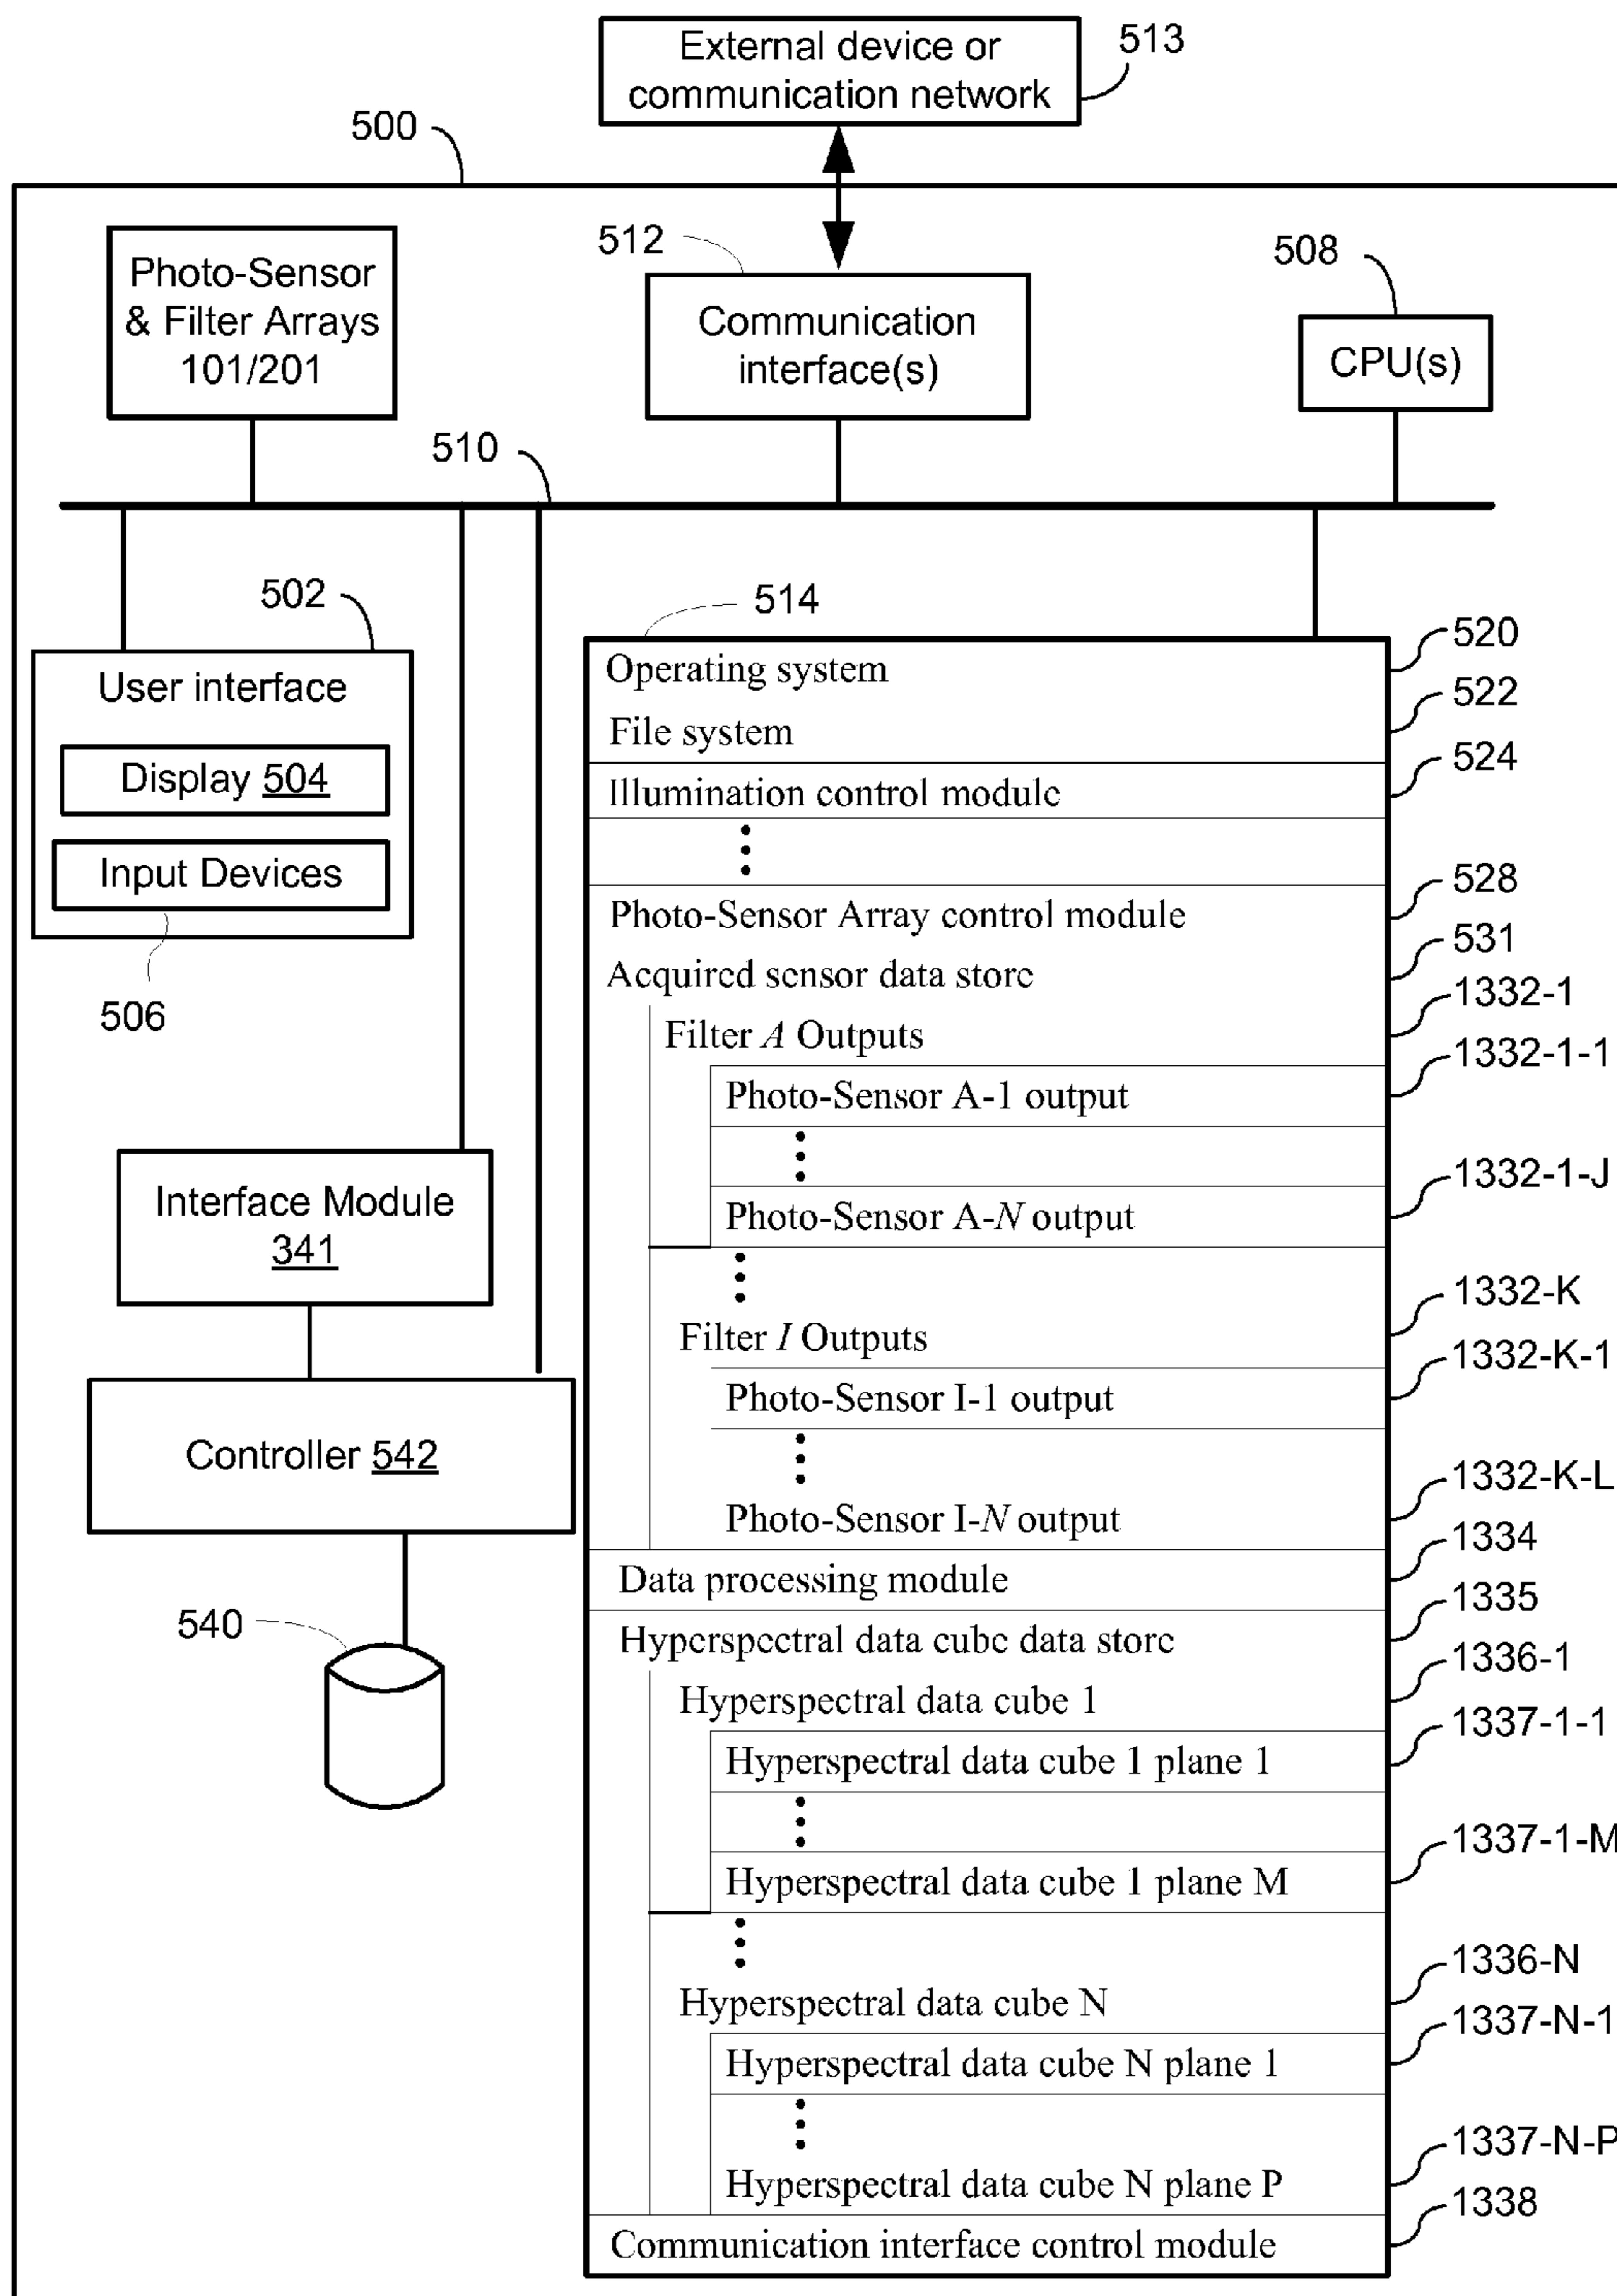 External device or
communication network
513
500
Photo-Sensor
& Filter Arrays
101/201
512
Communication
interface(s)
508
CPU(s)
510
502
User interface
Display 504
Input Devices
506
Interface Module
341
Controller 542
540
514
Operating system
520
File system
522
Illumination control module
524
Photo-Sensor Array control module
528
Acquired sensor data store
531
Filter A Outputs
1332-1
Photo-Sensor A-1 output
1332-1-1
Photo-Sensor A-N output
1332-1-J
Filter I Outputs
1332-K
Photo-Sensor I-1 output
1332-K-1
Photo-Sensor I-N output
1332-K-L
Data processing module
1334
Hyperspectral data cube data store
1335
Hyperspectral data cube 1
1336-1
Hyperspectral data cube 1 plane 1
1337-1-1
Hyperspectral data cube 1 plane M
1337-1-M
Hyperspectral data cube N
1336-N
Hyperspectral data cube N plane 1
1337-N-1
Hyperspectral data cube N plane P
1337-N-P
Communication interface control module
1338